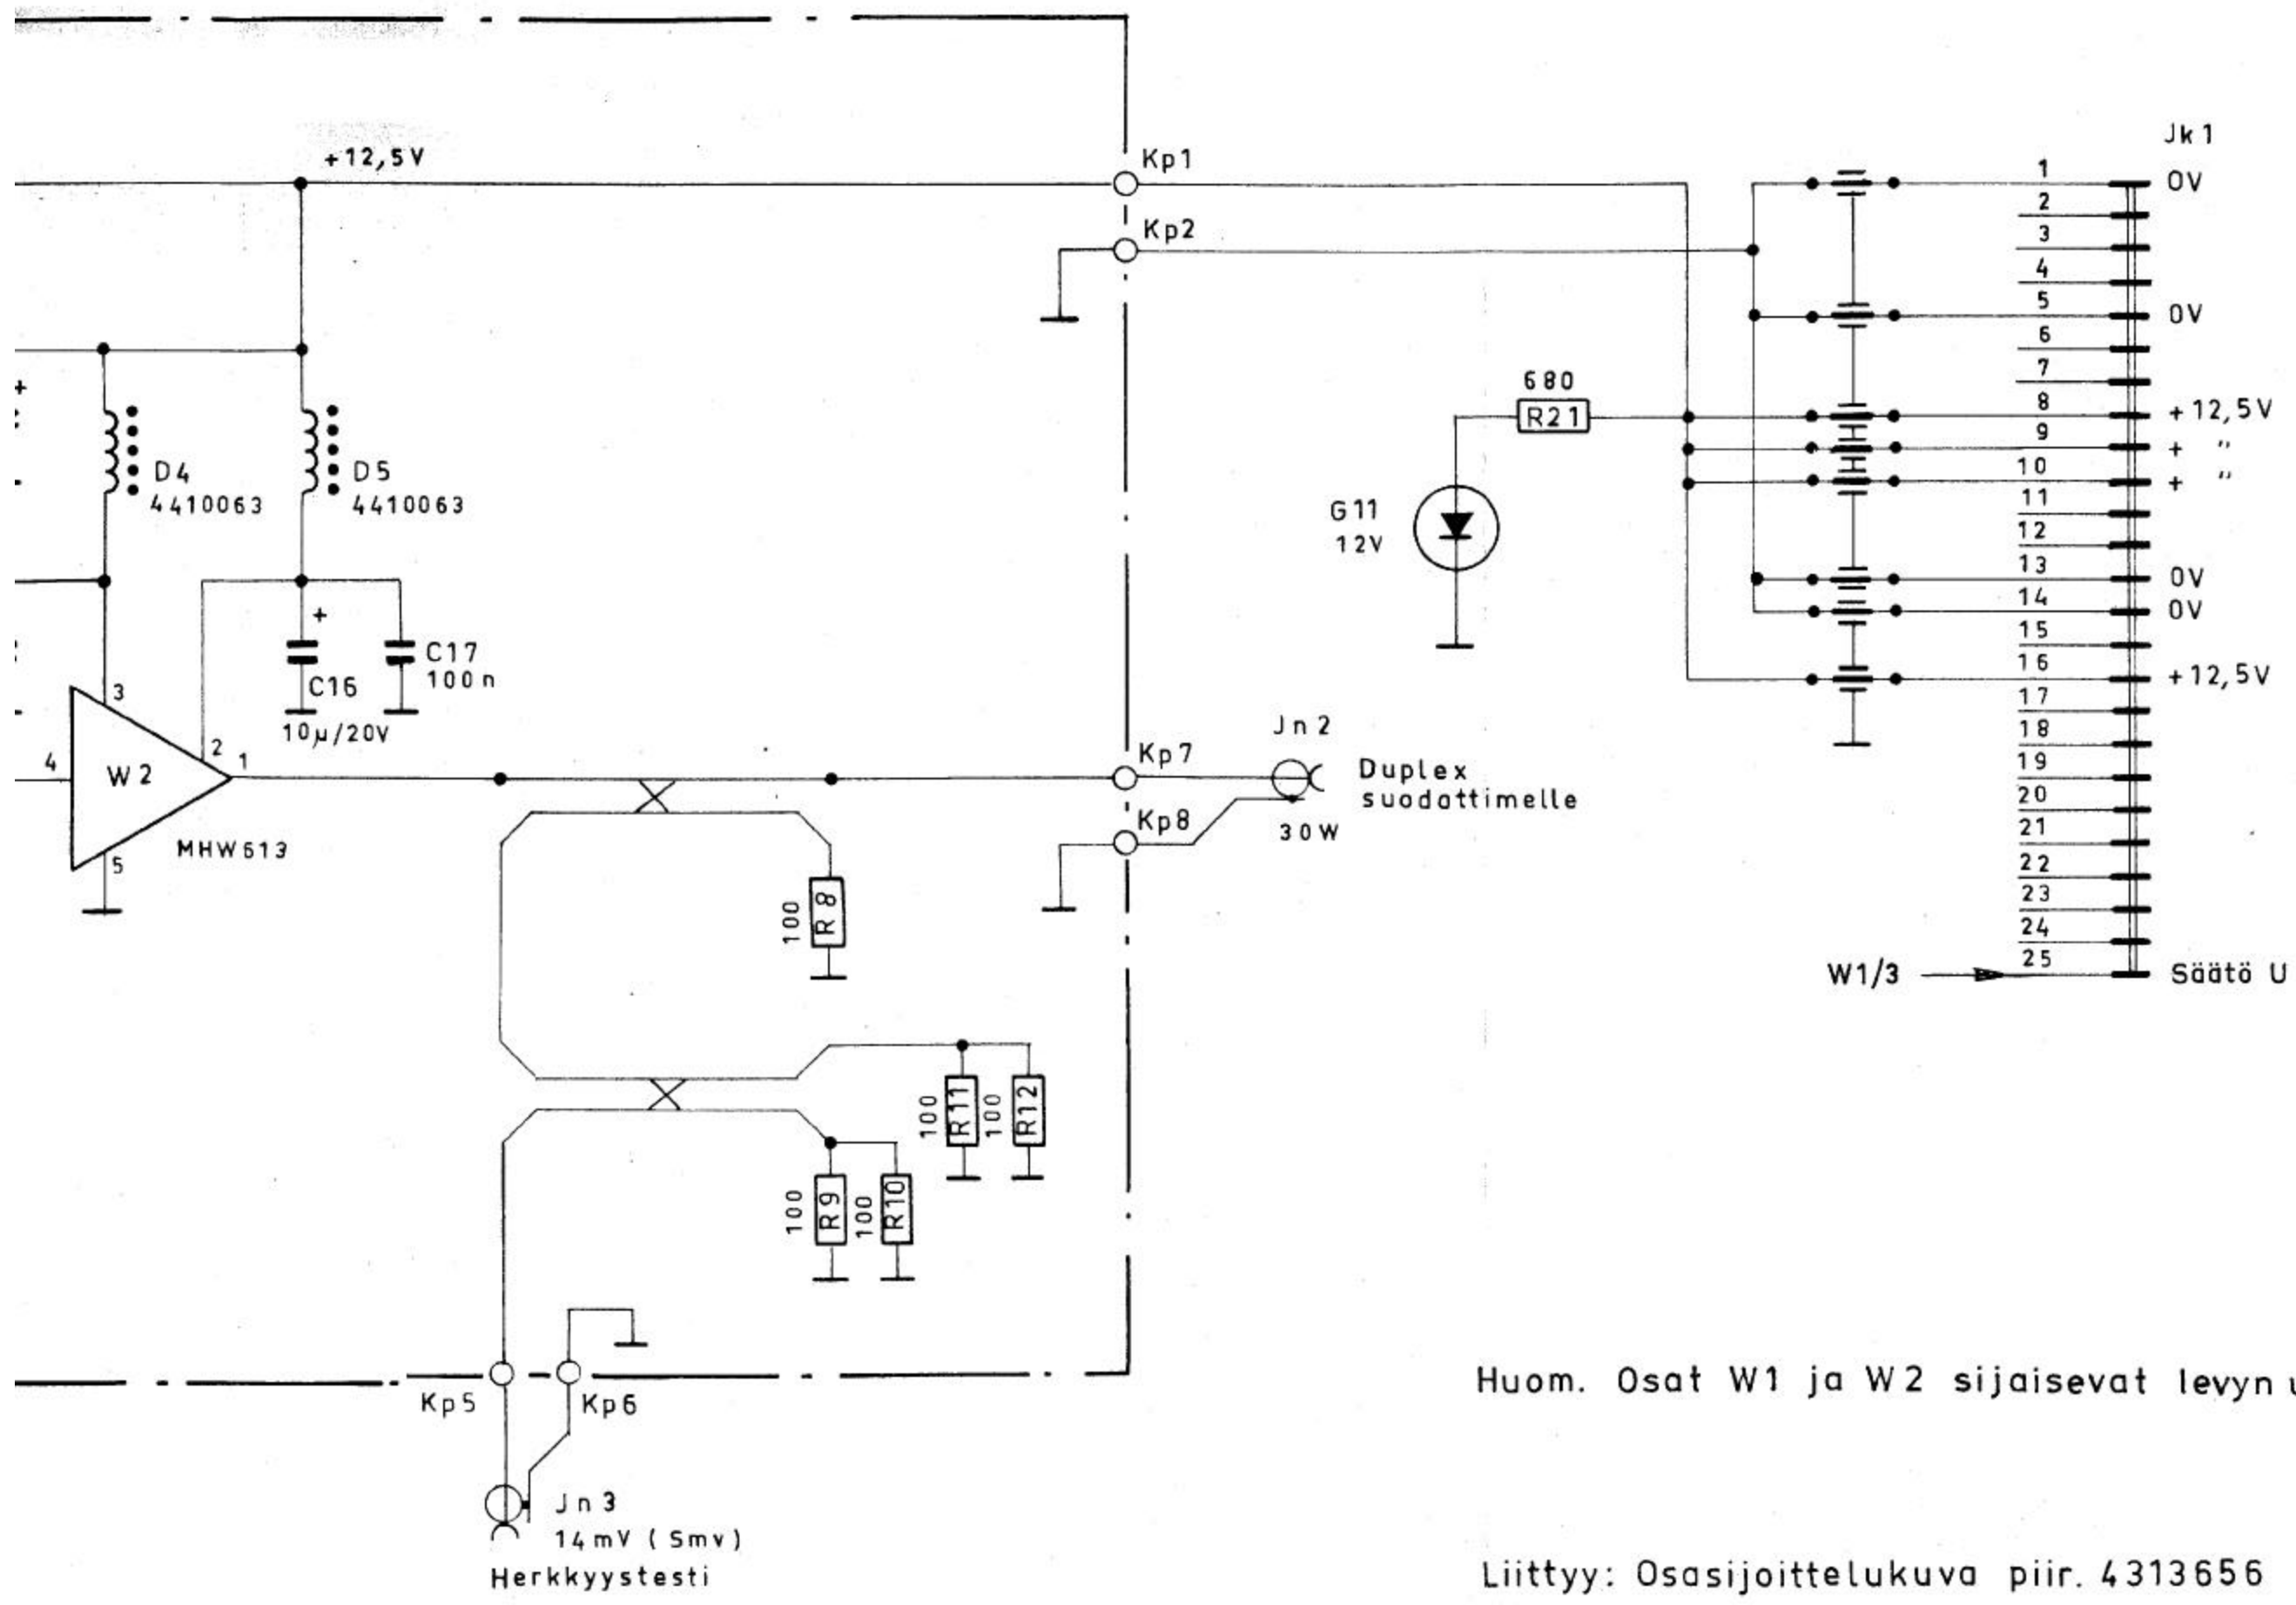 +12,5V
Kp1
Kp2
Jk1
1
0V
2
3
4
5
0V
6
7
8
+12,5V
9
+ "
10
+ "
11
12
13
0V
14
0V
15
16
+12,5V
17
18
19
20
21
22
23
24
25
W1/3
Säätö U
680
R21
G11
12V
+
D4
4410063
D5
4410063
+
C17
100n
C16
10µ/20V
3
4
W2
2
1
5
MHW613
Kp7
Jn2
Duplex
suodattimelle
Kp8
30W
100
R8
100
R11
100
R12
100
R9
100
R10
Kp5
Kp6
Jn3
14mV (Smv)
Herkkyystesti
Huom. Osat W1 ja W2 sijaisevat levyn
Liittyy: Osasijoittelukuva piir. 4313656